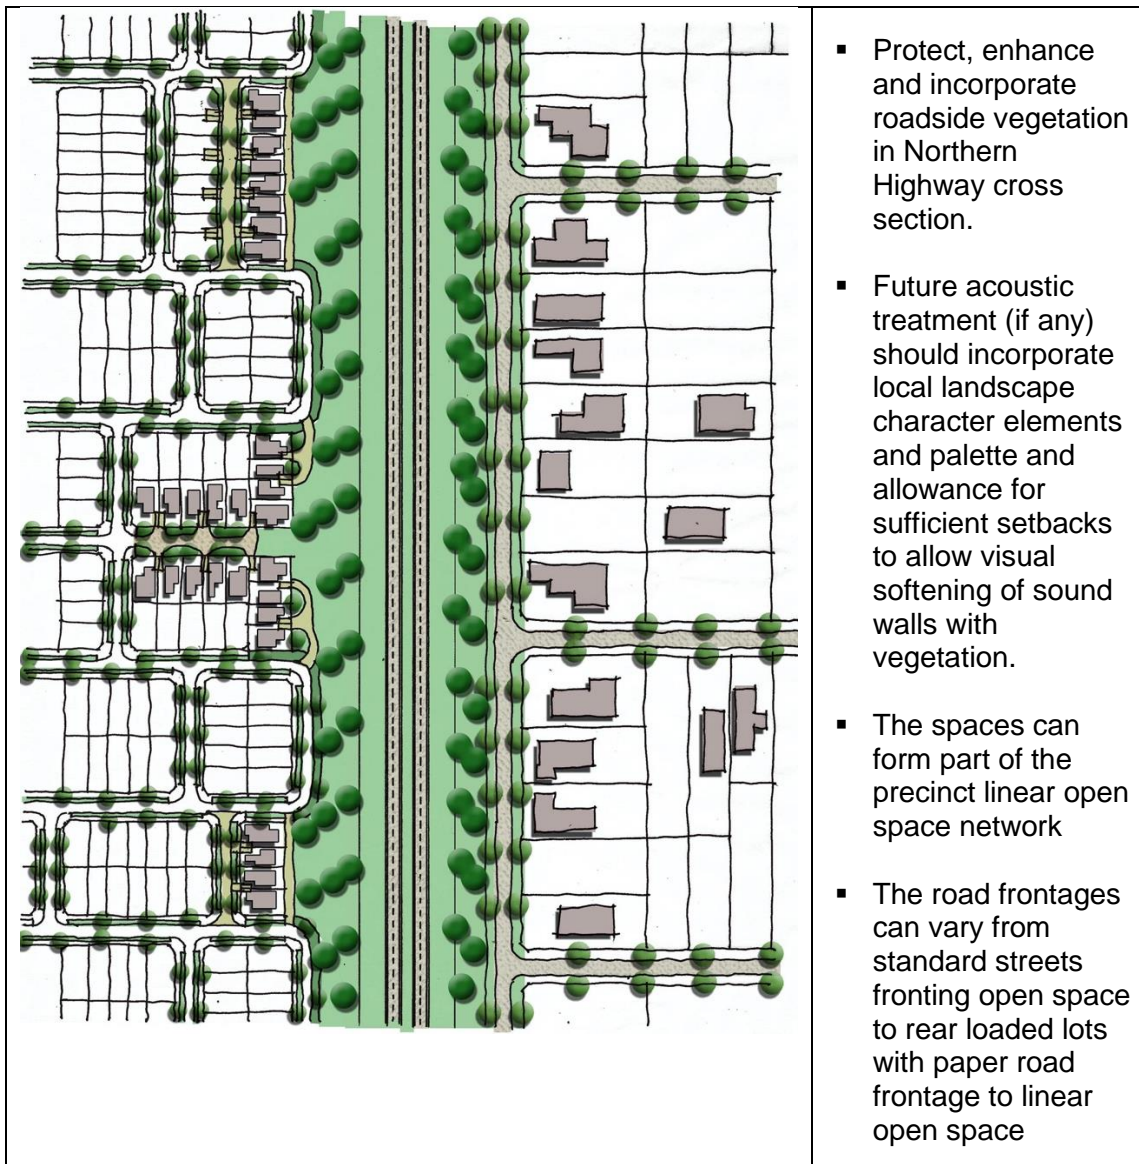 ▪ Protect, enhance
and incorporate
roadside vegetation
in Northern
Highway cross
section.
▪ Future acoustic
treatment (if any)
should incorporate
local landscape
character elements
and palette and
allowance for
sufficient setbacks
to allow visual
softening of sound
walls with
vegetation.
▪ The spaces can
form part of the
precinct linear open
space network
▪ The road frontages
can vary from
standard streets
fronting open space
to rear loaded lots
with paper road
frontage to linear
open space